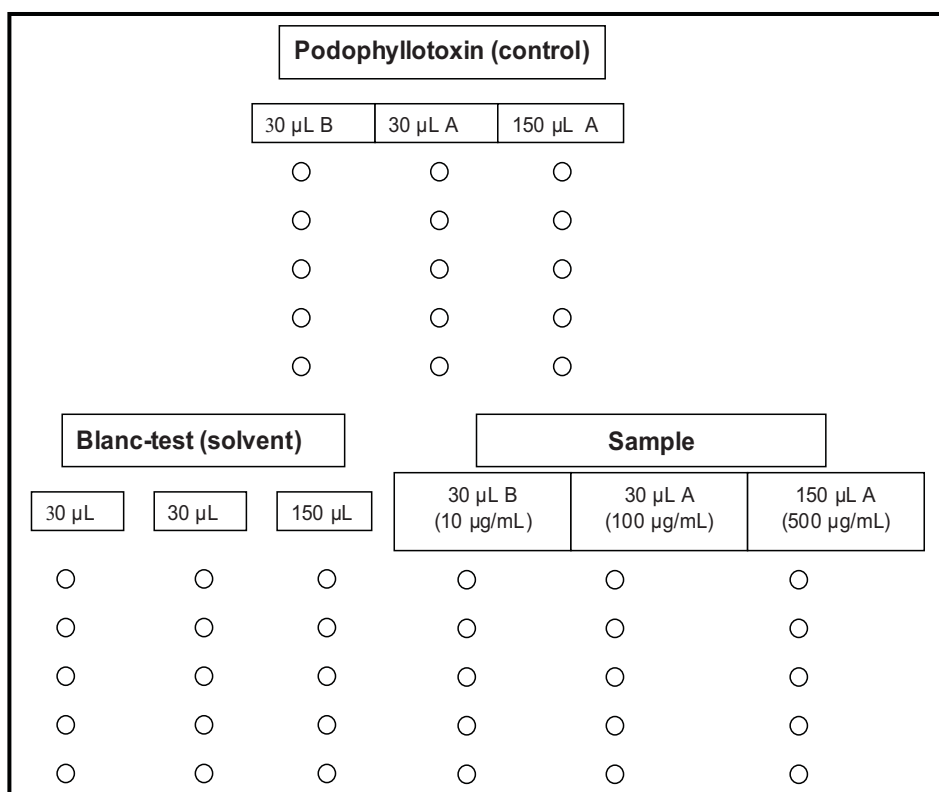 Podophyllotoxin (control)
30 µL B
30 µL A
150 µL A
Blanc-test (solvent)
Sample
30 µL
30 µL
150 µL
30 µL B
(10 µg/mL)
30 µL A
(100 µg/mL)
150 µL A
(500 µg/mL)